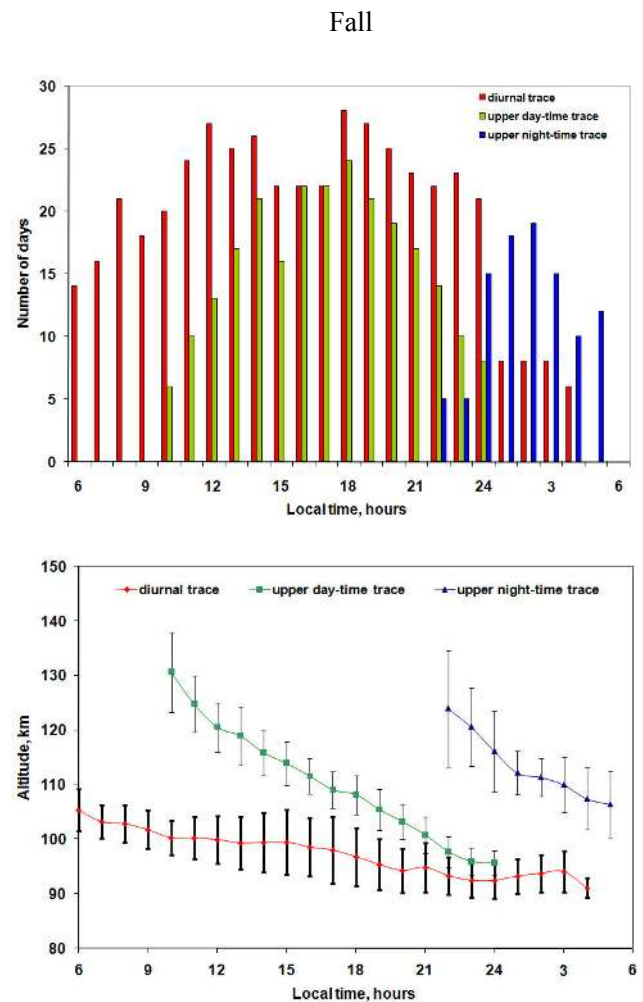 Fall
30
25
20
15
10
5
0
Number of days
diurnal trace
upper day-time trace
upper night-time trace
6 9 12 15 18 21 24 3 6
Local time, hours
150
140
130
120
110
100
90
80
Altitude, km
diurnal trace upper day-time trace upper night-time trace
6 9 12 15 18 21 24 3 6
Local time, hours